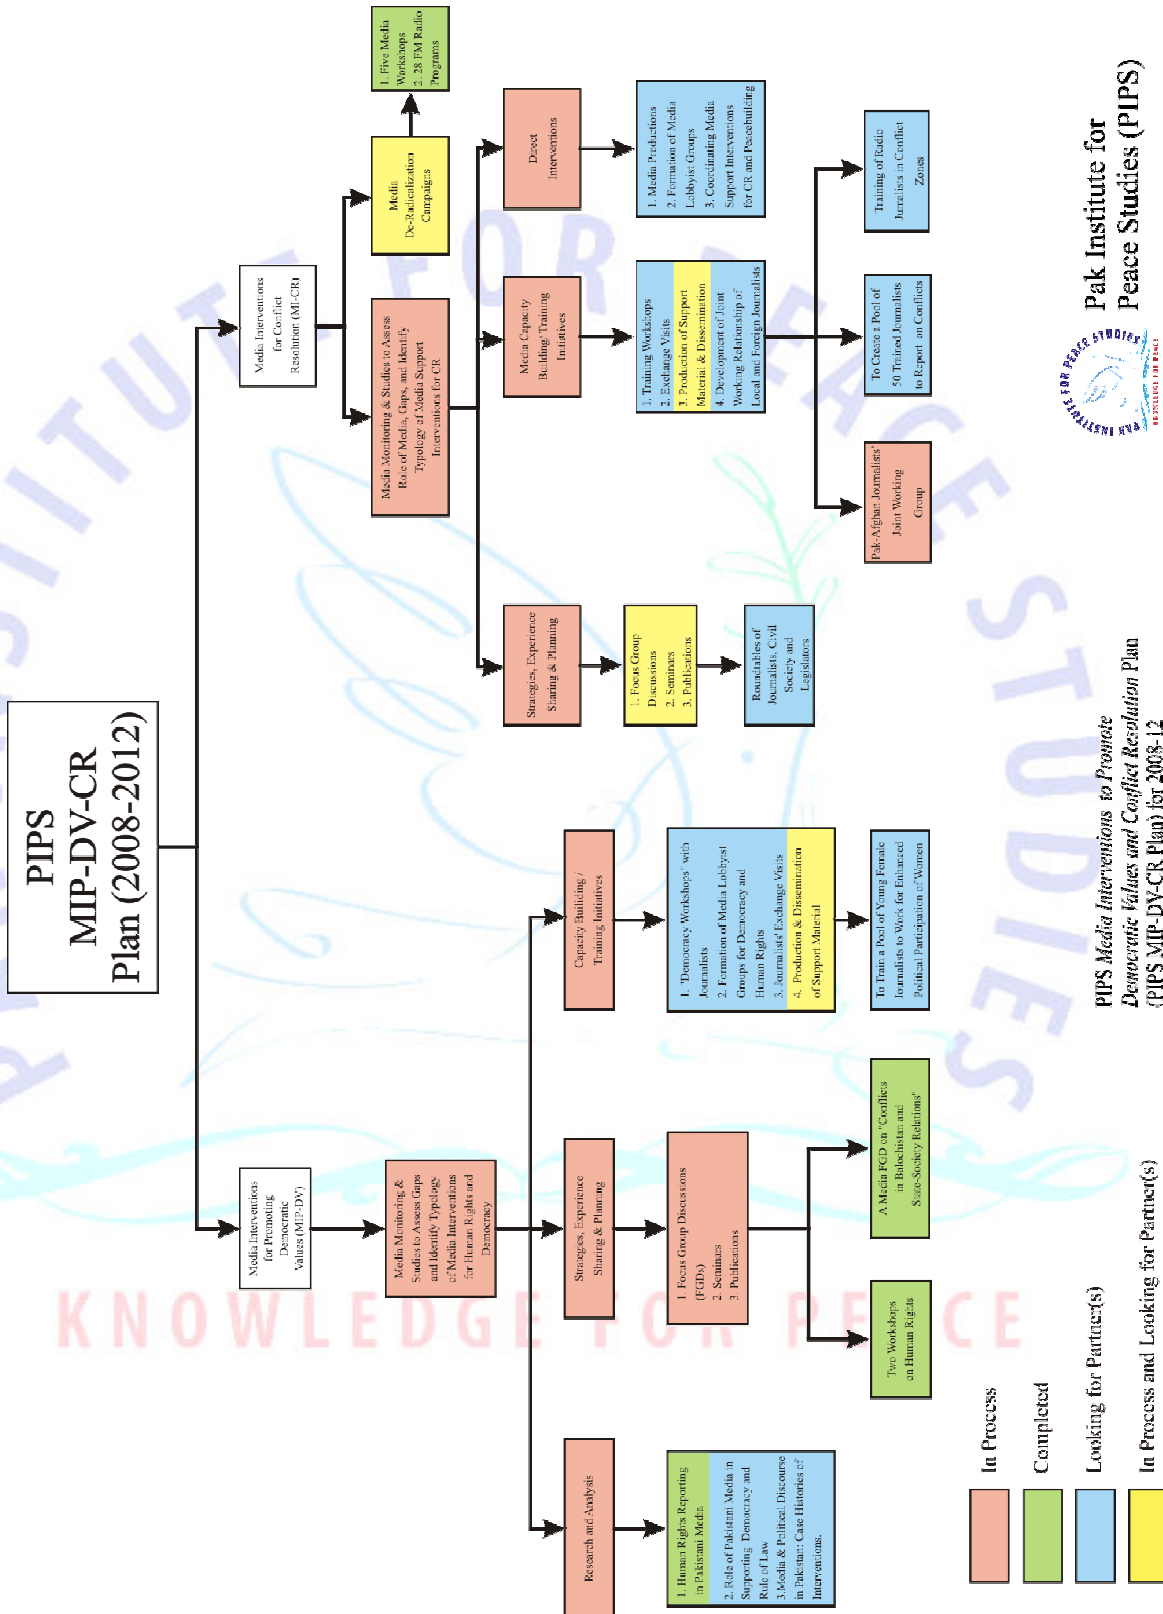 PIPS
MIP-DV-CR
Plan (2008-2012)
Media Interventions
for Promoting
Democratic
Values (MIP-DV)
Media Interventions
for Conflict
Resolution (MI-CR)
Media Monitoring &
Studies to Assess Gaps
and Identify Typology
of Media Interventions
for Human Rights and
Democracy
Media Monitoring & Studies to Assess
Role of Media, Gaps, and Identify
Typology of Media Support
Interventions for CR
Media
De-Radicalization
Campaigns
1. Five Media
Workshops
2. 28 FM Radio
Programs
Research and Analysis
Strategies, Experience
Sharing & Planning
Capacity Building /
Training Initiatives
Strategies, Experience
Sharing & Planning
Media Capacity
Building/Training
Initiatives
Direct
Interventions
1. Human Rights Reporting
in Pakistani Media
2. Role of Pakistani Media in
Supporting Democracy and
Rule of Law
3.Media & Political Discourse
in Pakistan: Case Histories of
Interventions.
1. Focus Group Discussions
(FGDs)
2. Seminars
3. Publications
1. "Democracy Workshops" with
Journalists
2. Formation of Media Lobbyist
Groups for Democracy and
Human Rights
3. Journalists' Exchange Visits
4. Production & Dissemination
of Support Material
1. Focus Group
Discussions
2. Seminars
3. Publications
1. Training Workshops
2. Exchange Visits
3. Production of Support
Material & Dissemination
4. Development of Joint
Working Relationship of
Local and Foreign Journalists
1. Media Productions
2. Formation of Media
Lobbyist Groups
3. Coordinating Media
Support Interventions
for CR and Peacebuilding
Roundtables of
Journalists, Civil
Society and
Legislators
Two Workshops
on Human Rights
A Media FGD on "Conflicts
in Balochistan and
State-Society Relations"
To Train a Pool of Young Female
Journalists to Work for Enhanced
Political Participation of Women
Pak-Afghan Journalists'
Joint Working
Group
To Create a Pool of
50 Trained Journalists
to Report on Conflicts
Training of Radio
Jurnalists in Conflict
Zones
In Process
Completed
Looking for Partner(s)
In Process and Looking for Partner(s)
PIPS Media Interventions to Promote
Democratic Values and Conflict Resolution Plan
(PIPS MIP-DV-CR Plan) for 2008-12
PAK INSTITUTE FOR PEACE STUDIES
KNOWLEDGE FOR PEACE
Pak Institute for
Peace Studies (PIPS)
INSTITUTE FOR PEACE STUDIES
KNOWLEDGE FOR PEACE